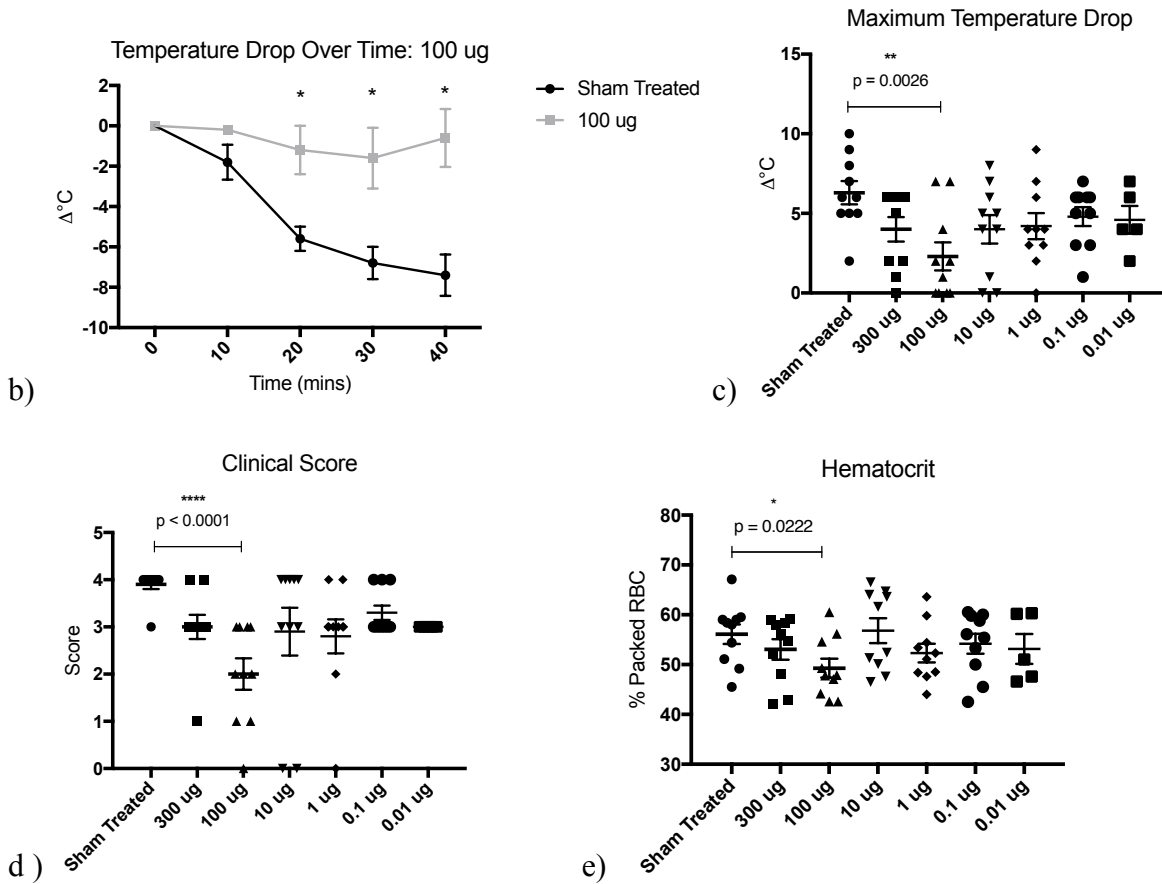 Temperature Drop Over Time: 100 ug
Sham Treated
100 ug
2
0
-2
-4
-6
-8
-10
Δ°C
* * *
0 10 20 30 40
Time (mins)
b)
Maximum Temperature Drop
**
p = 0.0026
15
10
5
0
Δ°C
Sham Treated 300 ug 100 ug 10 ug 1 ug 0.1 ug 0.01 ug
c)
Clinical Score
****
p < 0.0001
5
4
3
2
1
0
Score
Sham Treated 300 ug 100 ug 10 ug 1 ug 0.1 ug 0.01 ug
d )
Hematocrit
*
p = 0.0222
80
70
60
50
40
30
% Packed RBC
Sham Treated 300 ug 100 ug 10 ug 1 ug 0.1 ug 0.01 ug
e)